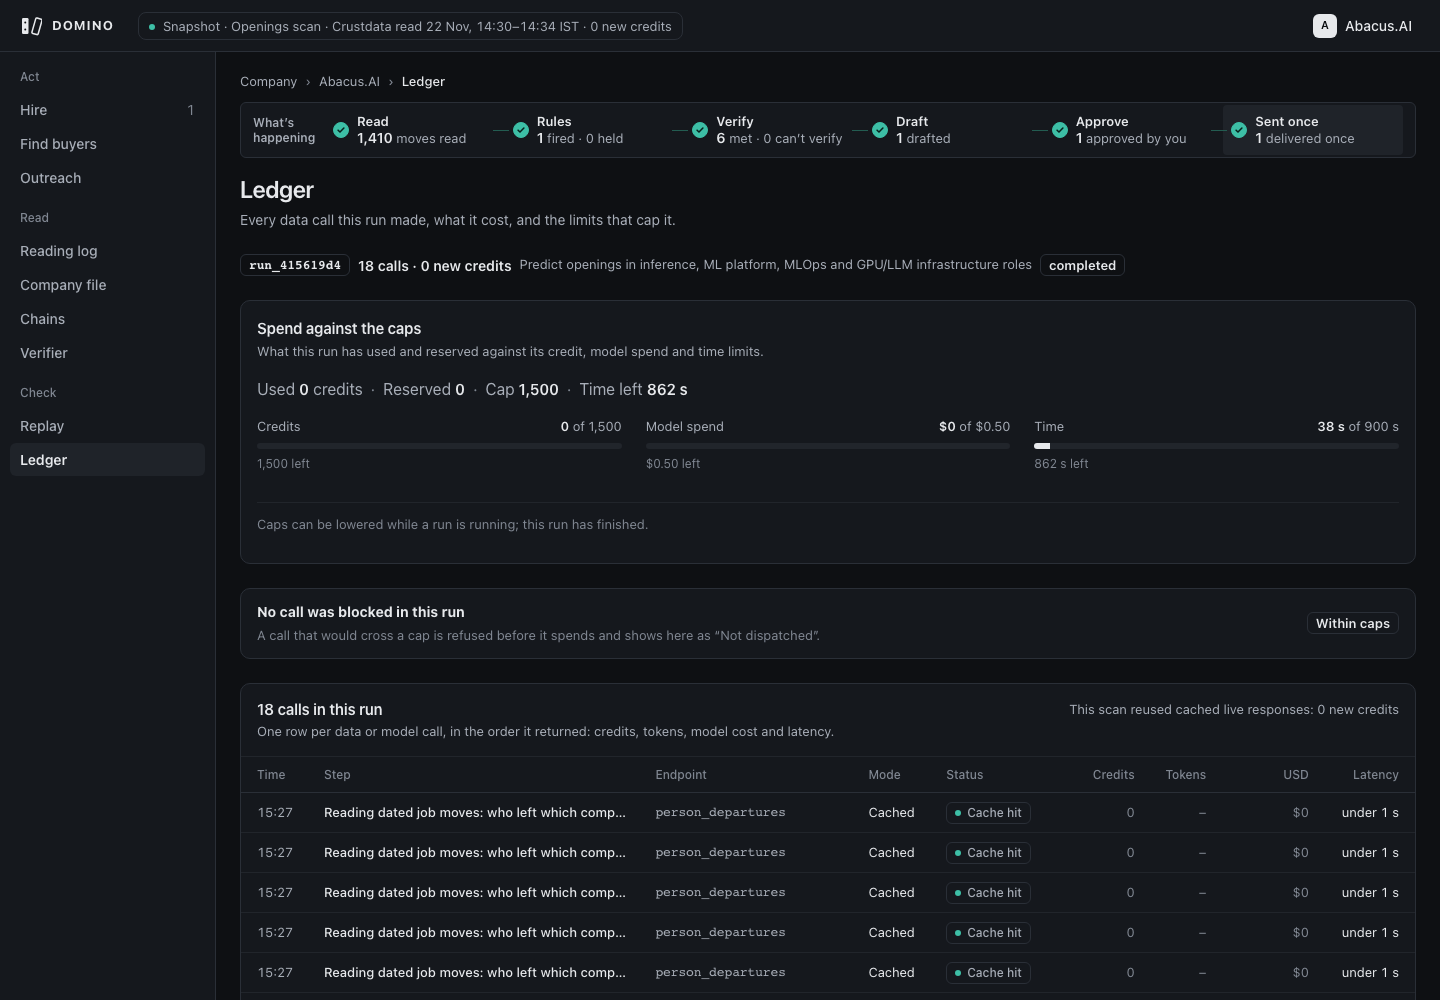 DOMINO
Snapshot · Openings scan · Crustdata read 22 Nov, 14:30–14:34 IST · 0 new credits
A Abacus.AI
Act
Hire 1
Find buyers
Outreach
Read
Reading log
Company file
Chains
Verifier
Check
Replay
Ledger
Company › Abacus.AI › Ledger
What's happening
Read
1,410 moves read
Rules
1 fired · 0 held
Verify
6 met · 0 can't verify
Draft
1 drafted
Approve
1 approved by you
Sent once
1 delivered once
Ledger
Every data call this run made, what it cost, and the limits that cap it.
run_415619d4 18 calls · 0 new credits Predict openings in inference, ML platform, MLOps and GPU/LLM infrastructure roles completed
Spend against the caps
What this run has used and reserved against its credit, model spend and time limits.
Used 0 credits · Reserved 0 · Cap 1,500 · Time left 862 s
Credits 0 of 1,500
1,500 left
Model spend $0 of $0.50
$0.50 left
Time 38 s of 900 s
862 s left
Caps can be lowered while a run is running; this run has finished.
No call was blocked in this run
A call that would cross a cap is refused before it spends and shows here as “Not dispatched”.
Within caps
18 calls in this run
This scan reused cached live responses: 0 new credits
One row per data or model call, in the order it returned: credits, tokens, model cost and latency.
Time Step Endpoint Mode Status Credits Tokens USD Latency
15:27 Reading dated job moves: who left which comp... person_departures Cached Cache hit 0 – $0 under 1 s
15:27 Reading dated job moves: who left which comp... person_departures Cached Cache hit 0 – $0 under 1 s
15:27 Reading dated job moves: who left which comp... person_departures Cached Cache hit 0 – $0 under 1 s
15:27 Reading dated job moves: who left which comp... person_departures Cached Cache hit 0 – $0 under 1 s
15:27 Reading dated job moves: who left which comp... person_departures Cached Cache hit 0 – $0 under 1 s